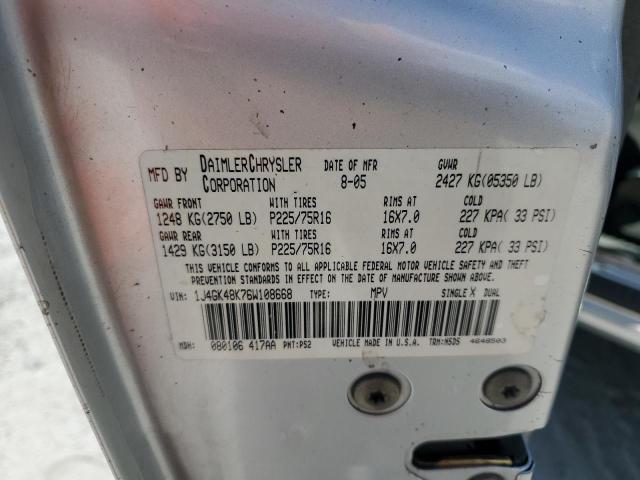 MFD BY DAIMLERCHRYSLER CORPORATION DATE OF MFR 8-05 GVWR 2427 KG(05350 LB)
GAWR FRONT WITH TIRES RIMS AT COLD
1248 KG(2750 LB) P225/75R16 16X7.0 227 KPA( 33 PSI)
GAWR REAR WITH TIRES RIMS AT COLD
1429 KG(3150 LB) P225/75R16 16X7.0 227 KPA( 33 PSI)
THIS VEHICLE CONFORMS TO ALL APPLICABLE FEDERAL MOTOR VEHICLE SAFETY AND THEFT
PREVENTION STANDARDS IN EFFECT ON THE DATE OF MANUFACTURE SHOWN ABOVE.
VIN: 1J4GK48K76W108668 TYPE: MPV SINGLE X DUAL
MDH: 080106 417AA PNT:PS2 VEHICLE MADE IN U.S.A. TRM:N5DS 4648503